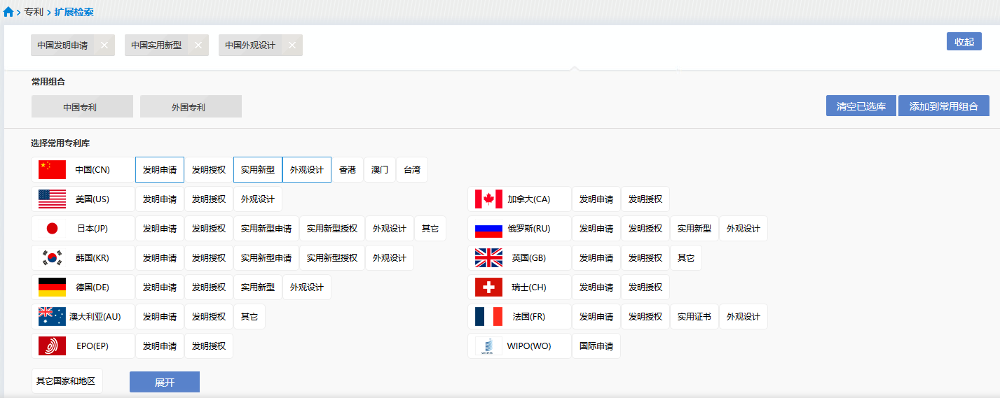 专利 扩展检索
中国发明申请 中国实用新型 中国外观设计 收起
常用组合
中国专利 外国专利 清空已选库 添加到常用组合
选择常用专利库
中国(CN) 发明申请 发明授权 实用新型 外观设计 香港 澳门 台湾
美国(US) 发明申请 发明授权 外观设计 加拿大(CA) 发明申请 发明授权
日本(JP) 发明申请 发明授权 实用新型申请 实用新型授权 外观设计 其它 俄罗斯(RU) 发明申请 发明授权 实用新型 外观设计
韩国(KR) 发明申请 发明授权 实用新型申请 实用新型授权 外观设计 英国(GB) 发明申请 发明授权 其它
德国(DE) 发明申请 发明授权 实用新型 外观设计 瑞士(CH) 发明申请 发明授权
澳大利亚(AU) 发明申请 发明授权 其它 法国(FR) 发明申请 发明授权 实用证书 外观设计
EPO(EP) 发明申请 发明授权 WIPO WIPO(WO) 国际申请
其它国家和地区 展开